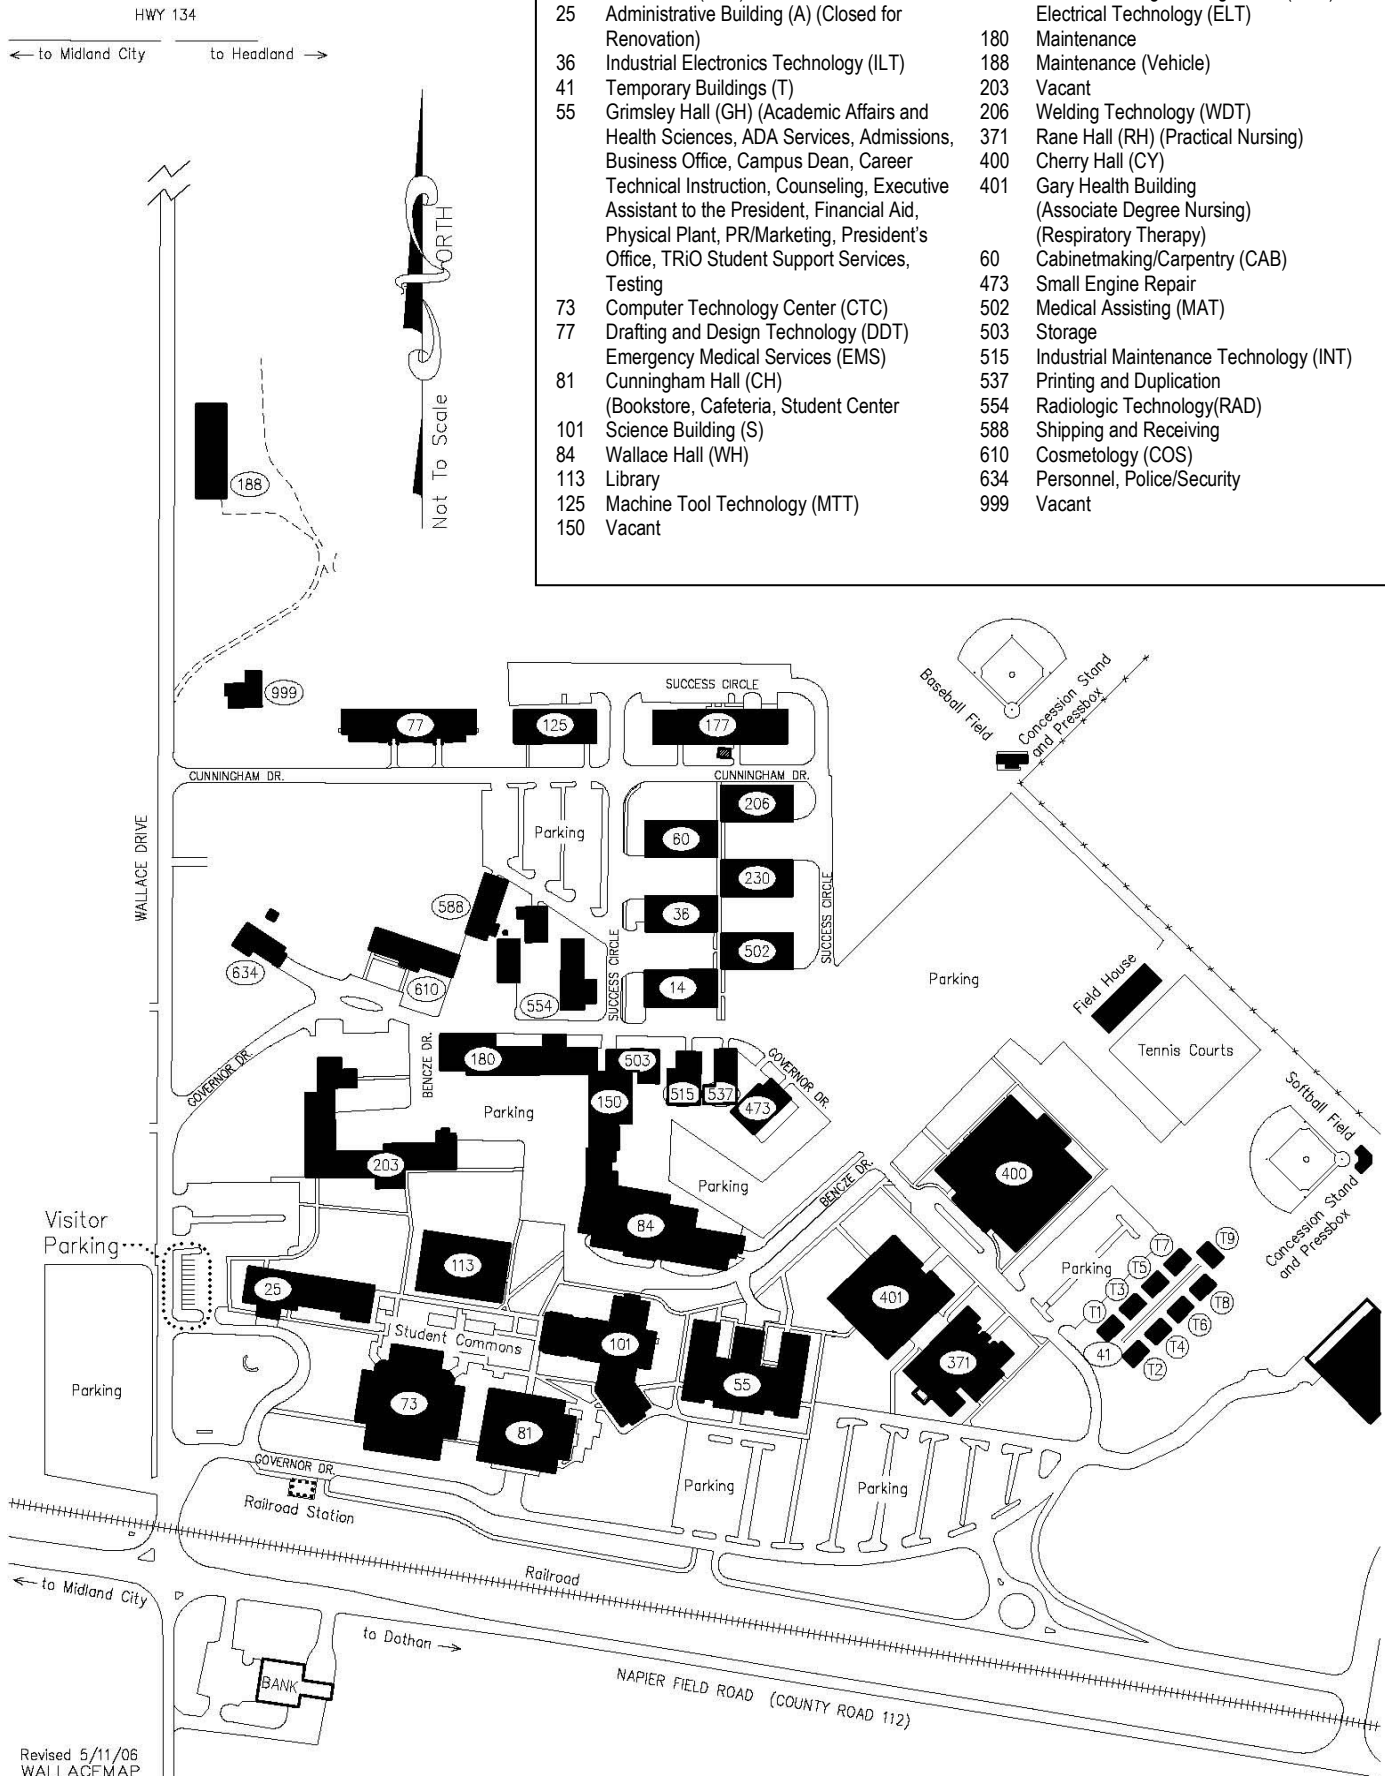 HWY 134
← to Midland City to Headland →
NORTH
Not To Scale
25 Administrative Building (A) (Closed for
Renovation)
36 Industrial Electronics Technology (ILT)
41 Temporary Buildings (T)
55 Grimsley Hall (GH) (Academic Affairs and
Health Sciences, ADA Services, Admissions,
Business Office, Campus Dean, Career
Technical Instruction, Counseling, Executive
Assistant to the President, Financial Aid,
Physical Plant, PR/Marketing, President's
Office, TRiO Student Support Services,
Testing
73 Computer Technology Center (CTC)
77 Drafting and Design Technology (DDT)
Emergency Medical Services (EMS)
81 Cunningham Hall (CH)
(Bookstore, Cafeteria, Student Center
101 Science Building (S)
84 Wallace Hall (WH)
113 Library
125 Machine Tool Technology (MTT)
150 Vacant
Electrical Technology (ELT)
180 Maintenance
188 Maintenance (Vehicle)
203 Vacant
206 Welding Technology (WDT)
371 Rane Hall (RH) (Practical Nursing)
400 Cherry Hall (CY)
401 Gary Health Building
(Associate Degree Nursing)
(Respiratory Therapy)
60 Cabinetmaking/Carpentry (CAB)
473 Small Engine Repair
502 Medical Assisting (MAT)
503 Storage
515 Industrial Maintenance Technology (INT)
537 Printing and Duplication
554 Radiologic Technology(RAD)
588 Shipping and Receiving
610 Cosmetology (COS)
634 Personnel, Police/Security
999 Vacant
188
999
SUCCESS CIRCLE
77
125
177
Baseball Field
Concession Stand
and Pressbox
CUNNINGHAM DR.
CUNNINGHAM DR.
WALLACE DRIVE
Parking
206
60
230
36
502
14
SUCCESS CIRCLE
SUCCESS CIRCLE
588
634
610
554
Parking
Field House
Tennis Courts
Softball Field
Concession Stand
and Pressbox
GOVERNOR DR.
BENCZE DR.
180
503
515
537
473
GOVERNOR DR.
150
Parking
203
Parking
BENCZE DR.
400
84
Visitor
Parking
113
25
401
Parking
T1
T3
T5
T7
T9
T8
T6
T4
T2
41
Student Commons
101
371
55
Parking
73
81
GOVERNOR DR.
Railroad Station
Parking
Parking
Railroad
← to Midland City
to Dothan →
BANK
NAPIER FIELD ROAD (COUNTY ROAD 112)
Revised 5/11/06
WALLACEMAP